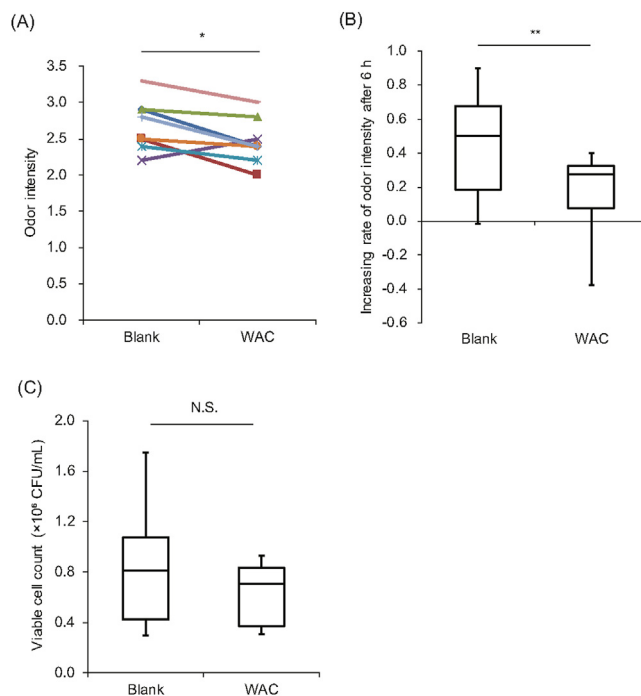 (A)
*
3.5
3.0
2.5
2.0
1.5
1.0
0.5
0.0
Odor intensity
Blank WAC
(B)
**
1.0
0.8
0.6
0.4
0.2
0.0
-0.2
-0.4
-0.6
Increasing rate of odor intensity after 6 h
Blank WAC
(C)
N.S.
2.0
1.6
1.2
0.8
0.4
0.0
Viable cell count (×10⁶ CFU/mL)
Blank WAC